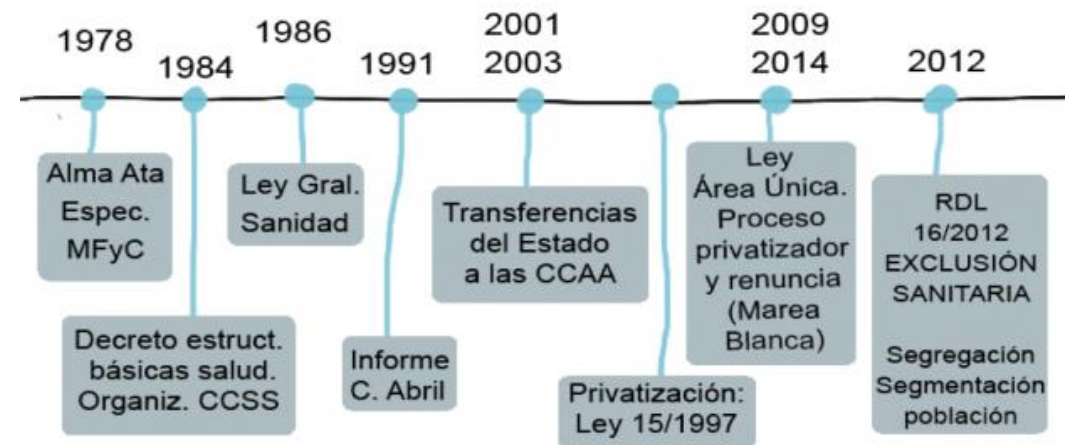 1978
Alma Ata
Espec.
MFyC
1984
Decreto estruct.
básicas salud.
Organiz. CCSS
1986
Ley Gral.
Sanidad
1991
Informe
C. Abril
2001
2003
Transferencias
del Estado
a las CCAA
Privatización:
Ley 15/1997
2009
2014
Ley
Área Única.
Proceso
privatizador
y renuncia
(Marea
Blanca)
2012
RDL
16/2012
EXCLUSIÓN
SANITARIA
Segregación
Segmentación
población